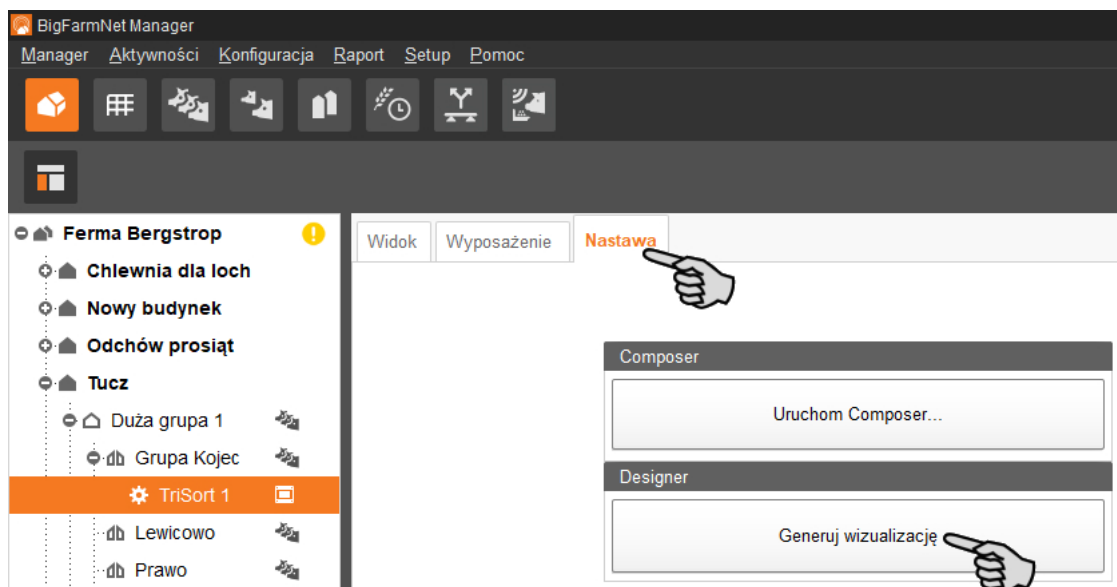 BigFarmNet Manager
Manager Aktywności Konfiguracja Raport Setup Pomoc
Ferma Bergstrop
Chlewnia dla loch
Nowy budynek
Odchów prosiąt
Tucz
Duża grupa 1
Grupa Kojec
TriSort 1
Lewicowo
Prawo
Widok Wyposażenie Nastawa
Composer
Uruchom Composer...
Designer
Generuj wizualizację